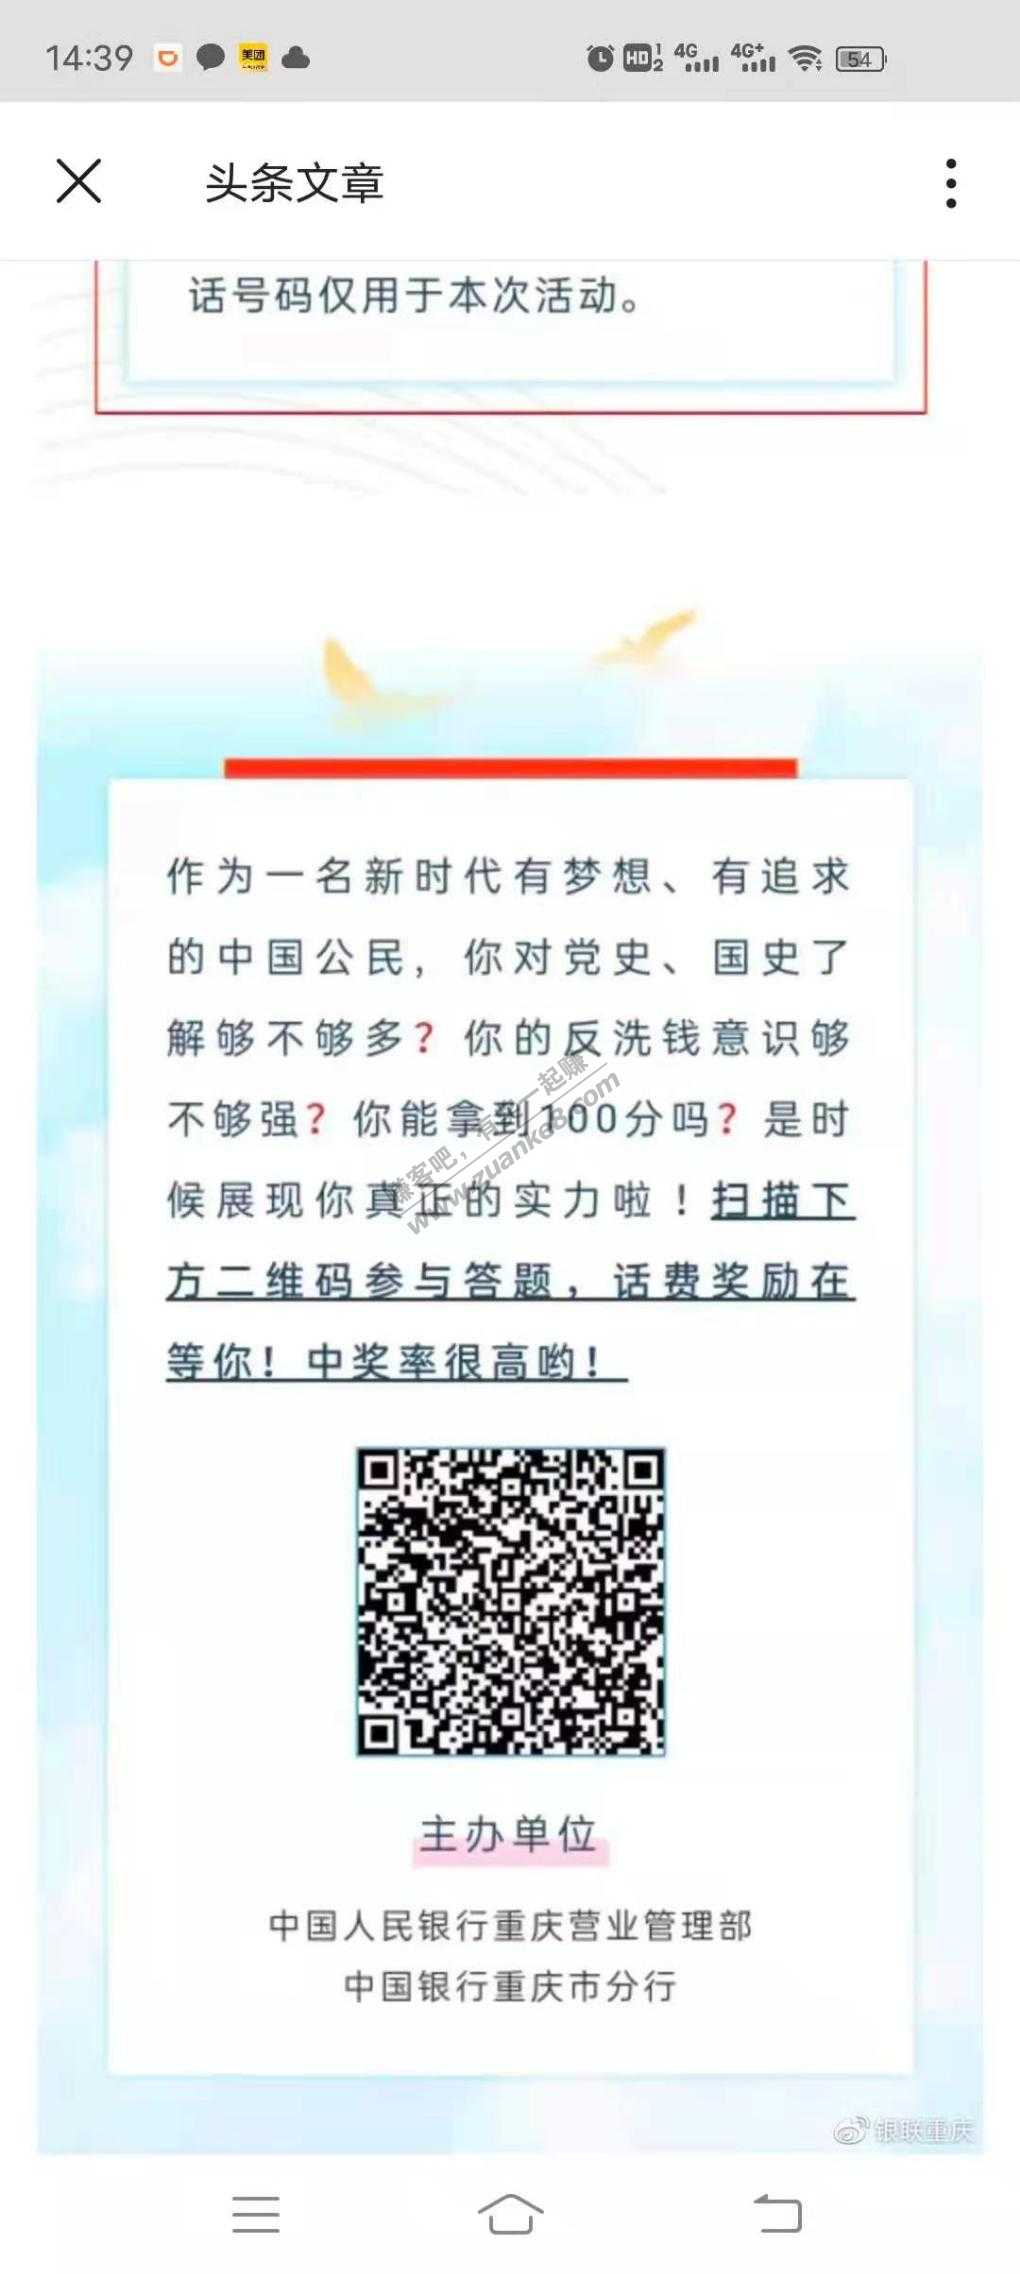 14:39
美团
HD 1 2 4G 4G+ 54
头条文章
话号码仅用于本次活动。
作为一名新时代有梦想、有追求
的中国公民，你对党史、国史了
解够不够多？你的反洗钱意识够
不够强？你能拿到100分吗？是时
候展现你真正的实力啦！扫描下
方二维码参与答题，话费奖励在
等你！中奖率很高哟！
赚客吧，有奖一起赚
www.zuanke8.com
主办单位
中国人民银行重庆营业管理部
中国银行重庆市分行
银联重庆